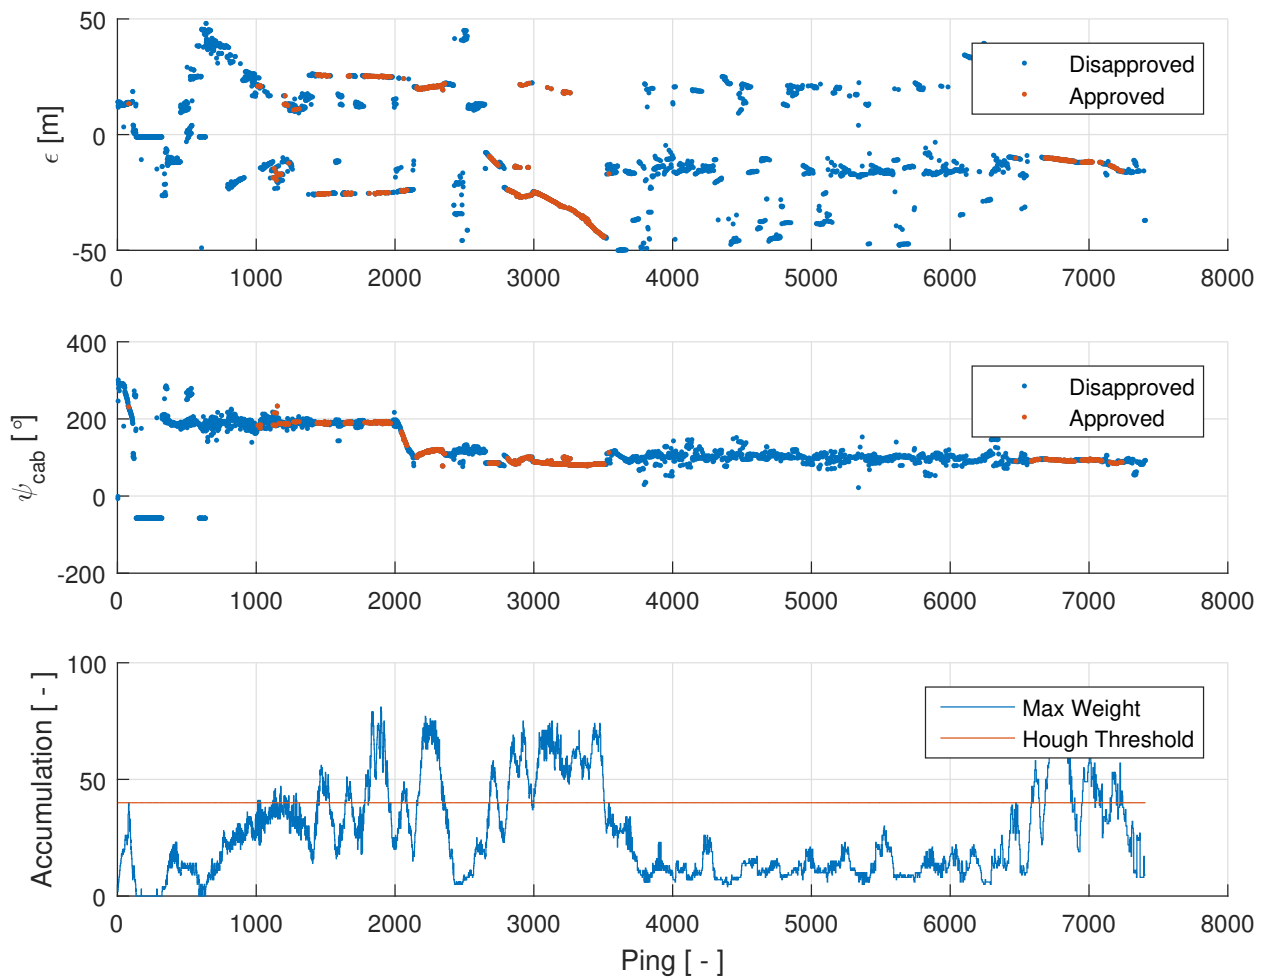 50
0
-50
ϵ [m]
Disapproved
Approved
0 1000 2000 3000 4000 5000 6000 7000 8000
400
200
0
-200
ψcab [ °]
Disapproved
Approved
0 1000 2000 3000 4000 5000 6000 7000 8000
100
50
0
Accumulation [ - ]
Max Weight
Hough Threshold
0 1000 2000 3000 4000 5000 6000 7000 8000
Ping [ - ]